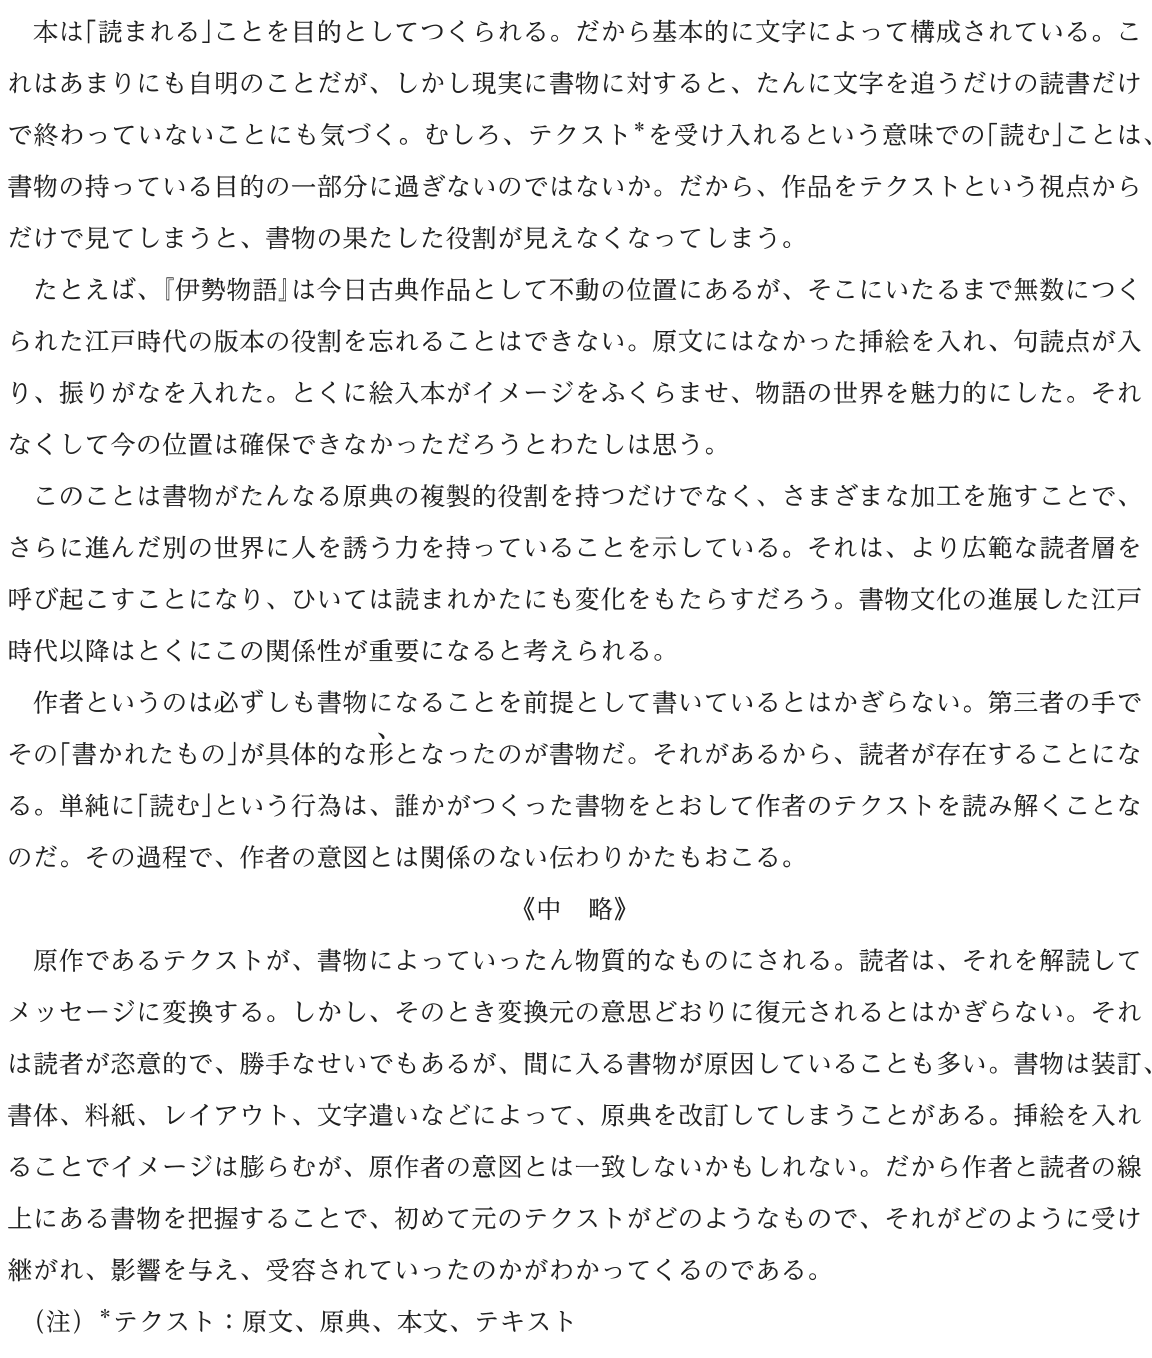 本は「読まれる」ことを目的としてつくられる。だから基本的に文字によって構成されている。こ
れはあまりにも自明のことだが、しかし現実に書物に対すると、たんに文字を追うだけの読書だけ
で終わっていないことにも気づく。むしろ、テクスト*を受け入れるという意味での「読む」ことは、
書物の持っている目的の一部分に過ぎないのではないか。だから、作品をテクストという視点から
だけで見てしまうと、書物の果たした役割が見えなくなってしまう。
　たとえば、『伊勢物語』は今日古典作品として不動の位置にあるが、そこにいたるまで無数につく
られた江戸時代の版本の役割を忘れることはできない。原文にはなかった挿絵を入れ、句読点が入
り、振りがなを入れた。とくに絵入本がイメージをふくらませ、物語の世界を魅力的にした。それ
なくして今の位置は確保できなかっただろうとわたしは思う。
　このことは書物がたんなる原典の複製的役割を持つだけでなく、さまざまな加工を施すことで、
さらに進んだ別の世界に人を誘う力を持っていることを示している。それは、より広範な読者層を
呼び起こすことになり、ひいては読まれかたにも変化をもたらすだろう。書物文化の進展した江戸
時代以降はとくにこの関係性が重要になると考えられる。
　作者というのは必ずしも書物になることを前提として書いているとはかぎらない。第三者の手で
その「書かれたもの」が具体的な形となったのが書物だ。それがあるから、読者が存在することにな
る。単純に「読む」という行為は、誰かがつくった書物をとおして作者のテクストを読み解くことな
のだ。その過程で、作者の意図とは関係のない伝わりかたもおこる。
《中　略》
　原作であるテクストが、書物によっていったん物質的なものにされる。読者は、それを解読して
メッセージに変換する。しかし、そのとき変換元の意思どおりに復元されるとはかぎらない。それ
は読者が恣意的で、勝手なせいでもあるが、間に入る書物が原因していることも多い。書物は装訂、
書体、料紙、レイアウト、文字遣いなどによって、原典を改訂してしまうことがある。挿絵を入れ
ることでイメージは膨らむが、原作者の意図とは一致しないかもしれない。だから作者と読者の線
上にある書物を把握することで、初めて元のテクストがどのようなもので、それがどのように受け
継がれ、影響を与え、受容されていったのかがわかってくるのである。
（注）*テクスト：原文、原典、本文、テキスト